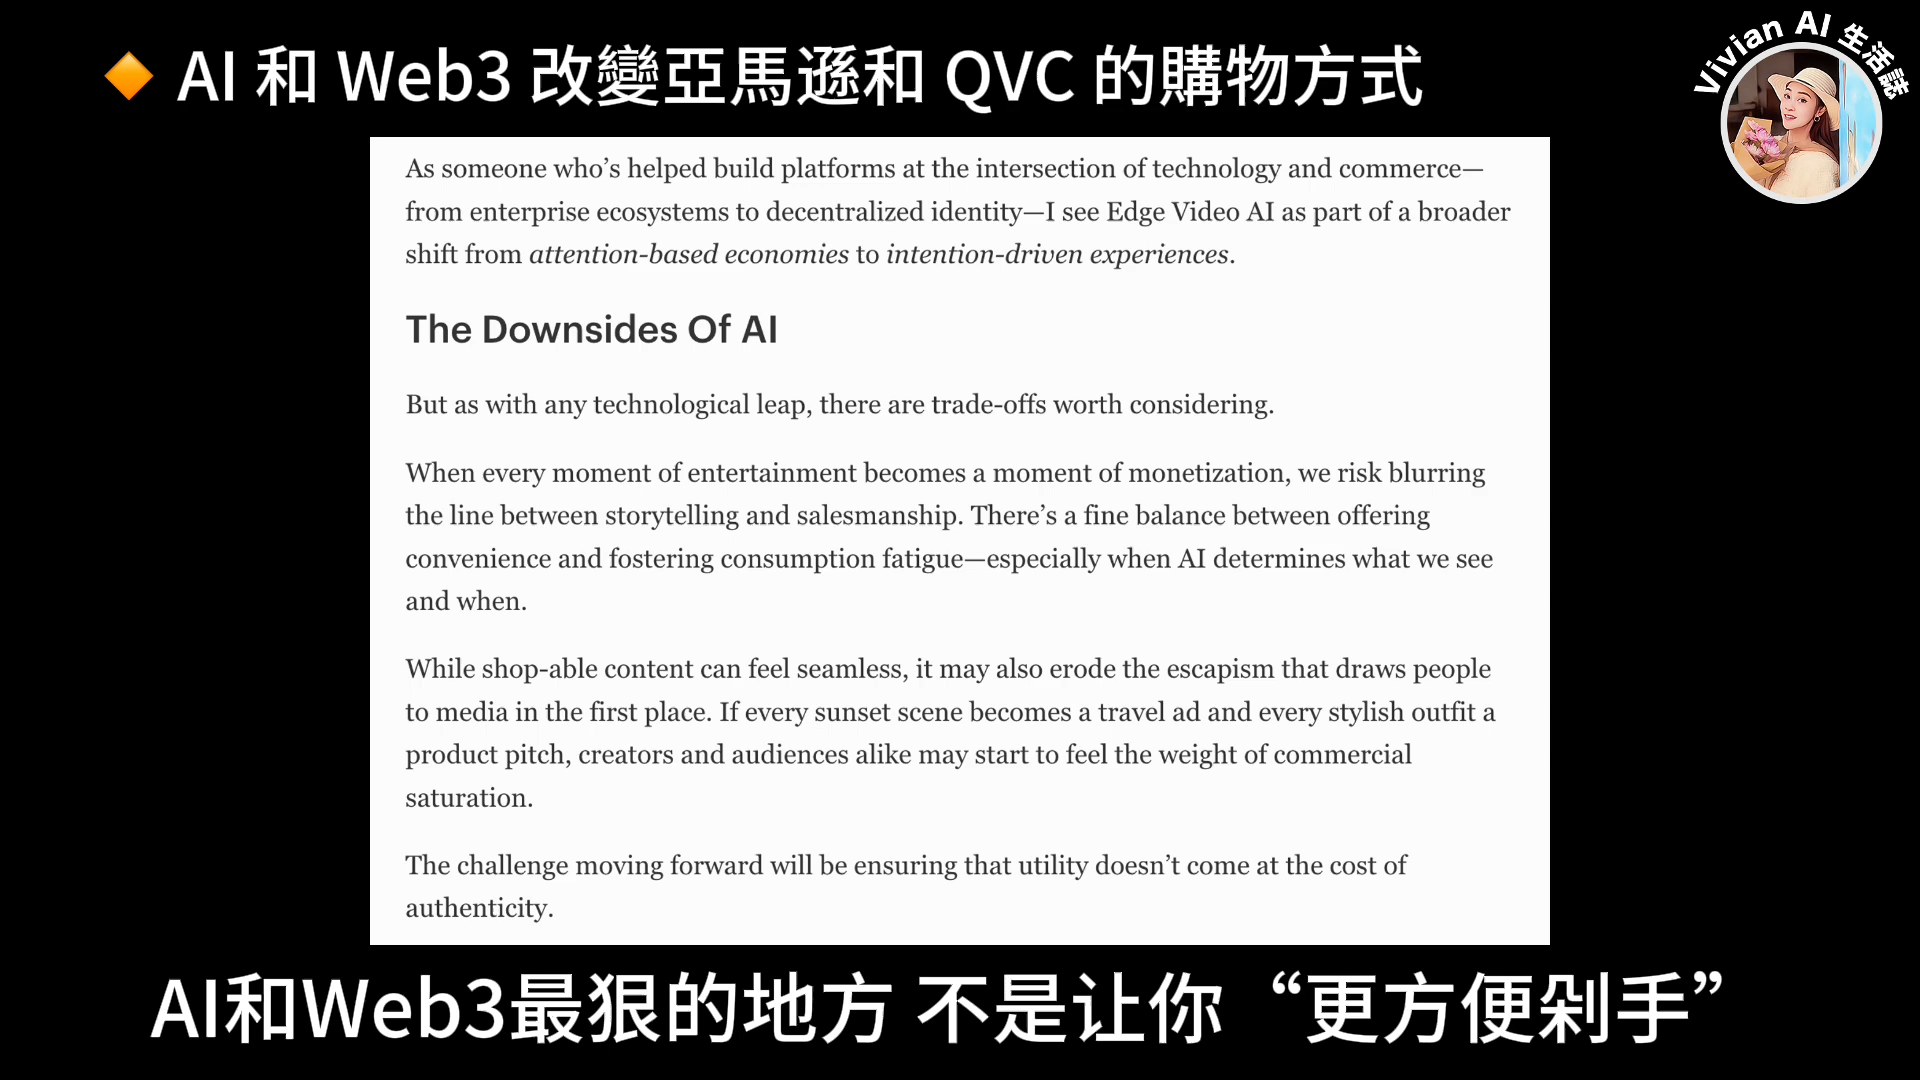 🔶 AI 和 Web3 改變亞馬遜和 QVC 的購物方式
Vivian AI 生活誌
As someone who’s helped build platforms at the intersection of technology and commerce—
from enterprise ecosystems to decentralized identity—I see Edge Video AI as part of a broader
shift from attention-based economies to intention-driven experiences.
The Downsides Of AI
But as with any technological leap, there are trade-offs worth considering.
When every moment of entertainment becomes a moment of monetization, we risk blurring
the line between storytelling and salesmanship. There’s a fine balance between offering
convenience and fostering consumption fatigue—especially when AI determines what we see
and when.
While shop-able content can feel seamless, it may also erode the escapism that draws people
to media in the first place. If every sunset scene becomes a travel ad and every stylish outfit a
product pitch, creators and audiences alike may start to feel the weight of commercial
saturation.
The challenge moving forward will be ensuring that utility doesn’t come at the cost of
authenticity.
AI和Web3最狠的地方 不是让你“更方便剁手”